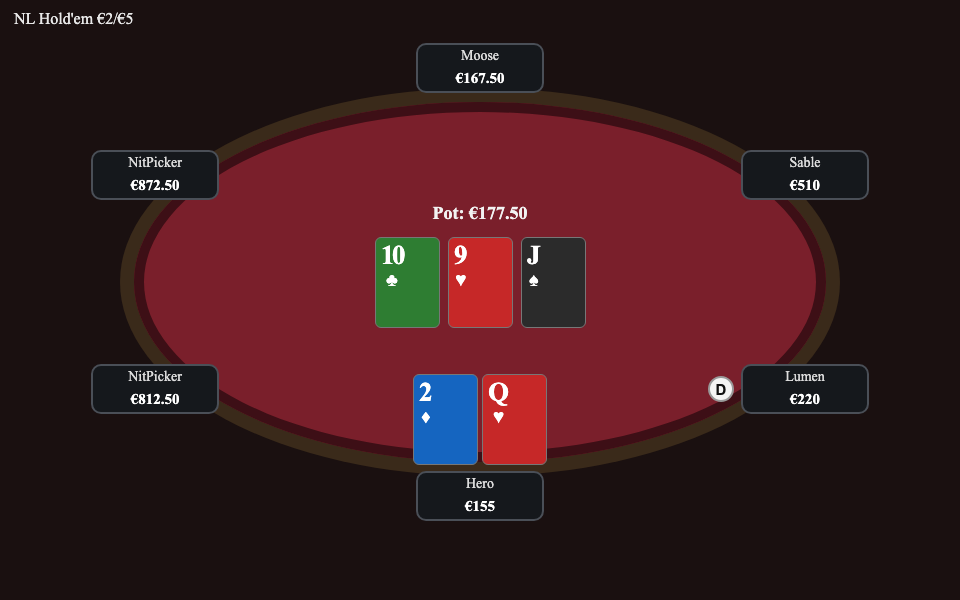 NL Hold'em €2/€5
Moose
€167.50
NitPicker
€872.50
Sable
€510
Pot: €177.50
10
♣
9
♥
J
♠
NitPicker
€812.50
2
♦
Q
♥
D
Lumen
€220
Hero
€155